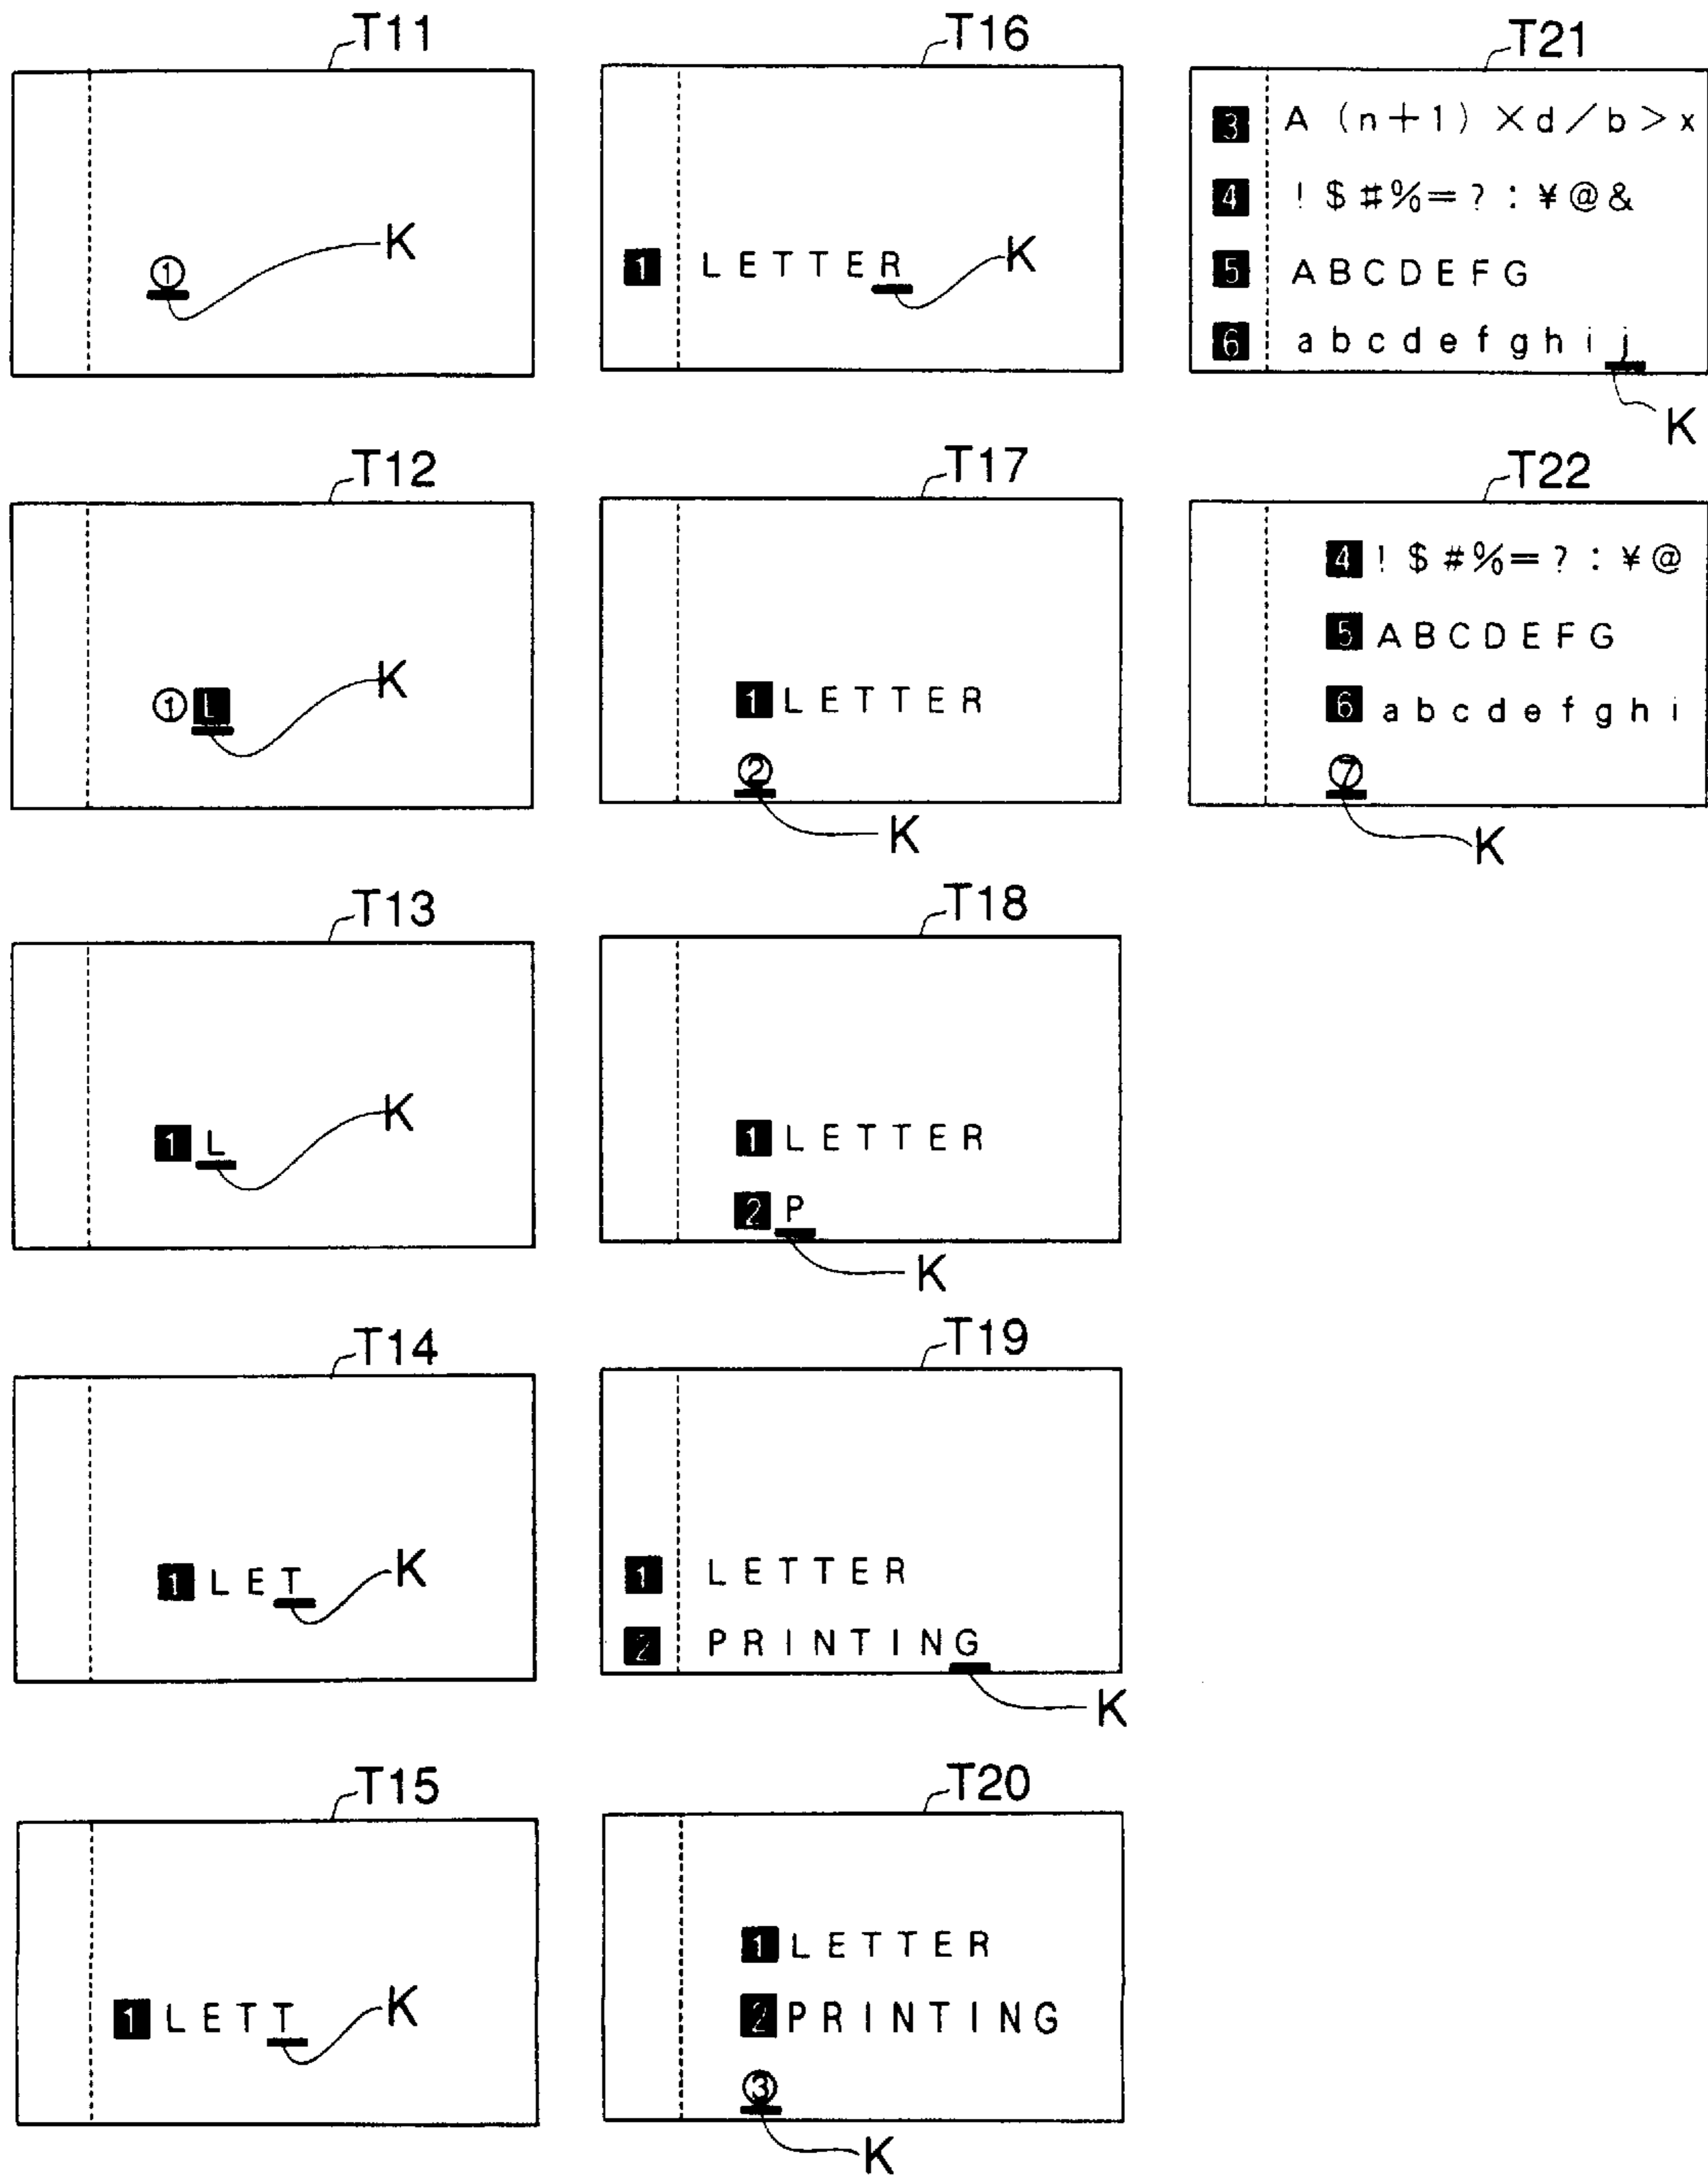 T11
① K
T12
① L K
T13
1 L K
T14
1 LET K
T15
1 LETT K
T16
1 LETTER K
T17
1 LETTER
②
K
T18
1 LETTER
2 P
K
T19
1 LETTER
2 PRINTING
K
T20
1 LETTER
2 PRINTING
③
K
T21
3 A (n+1) ×d/b>x
4 !$#%=?:¥@&
5 ABCDEFG
6 abcdefghij
K
T22
4 !$#%=?:¥@
5 ABCDEFG
6 abcdefghi
⑦
K